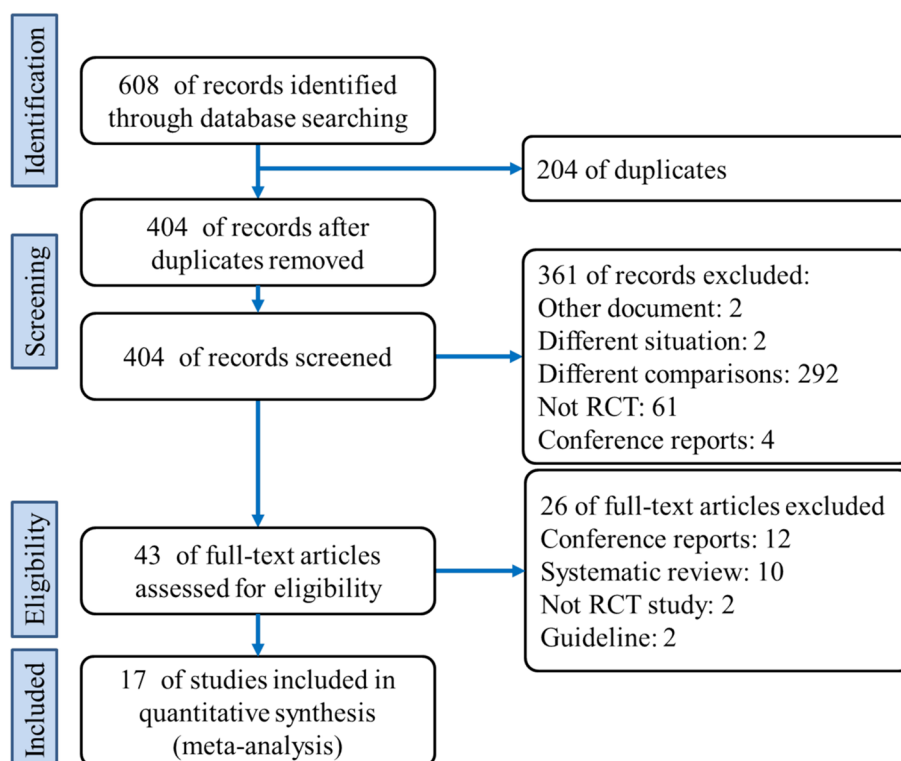 Identification
608 of records identified
through database searching
204 of duplicates
404 of records after
duplicates removed
Screening
404 of records screened
361 of records excluded:
Other document: 2
Different situation: 2
Different comparisons: 292
Not RCT: 61
Conference reports: 4
Eligibility
43 of full-text articles
assessed for eligibility
26 of full-text articles excluded
Conference reports: 12
Systematic review: 10
Not RCT study: 2
Guideline: 2
Included
17 of studies included in
quantitative synthesis
(meta-analysis)